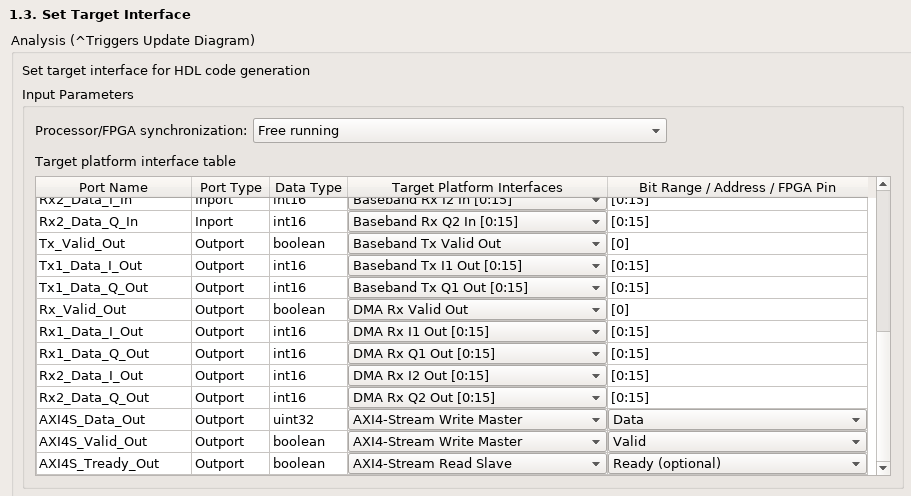 1.3. Set Target Interface
Analysis (^Triggers Update Diagram)
Set target interface for HDL code generation
Input Parameters
Processor/FPGA synchronization: Free running
Target platform interface table
Port Name Port Type Data Type Target Platform Interfaces Bit Range / Address / FPGA Pin
Rx2_Data_I_In Inport int16 Baseband Rx I2 In [0:15] [0:15]
Rx2_Data_Q_In Inport int16 Baseband Rx Q2 In [0:15] [0:15]
Tx_Valid_Out Outport boolean Baseband Tx Valid Out [0]
Tx1_Data_I_Out Outport int16 Baseband Tx I1 Out [0:15] [0:15]
Tx1_Data_Q_Out Outport int16 Baseband Tx Q1 Out [0:15] [0:15]
Rx_Valid_Out Outport boolean DMA Rx Valid Out [0]
Rx1_Data_I_Out Outport int16 DMA Rx I1 Out [0:15] [0:15]
Rx1_Data_Q_Out Outport int16 DMA Rx Q1 Out [0:15] [0:15]
Rx2_Data_I_Out Outport int16 DMA Rx I2 Out [0:15] [0:15]
Rx2_Data_Q_Out Outport int16 DMA Rx Q2 Out [0:15] [0:15]
AXI4S_Data_Out Outport uint32 AXI4-Stream Write Master Data
AXI4S_Valid_Out Outport boolean AXI4-Stream Write Master Valid
AXI4S_Tready_Out Outport boolean AXI4-Stream Read Slave Ready (optional)